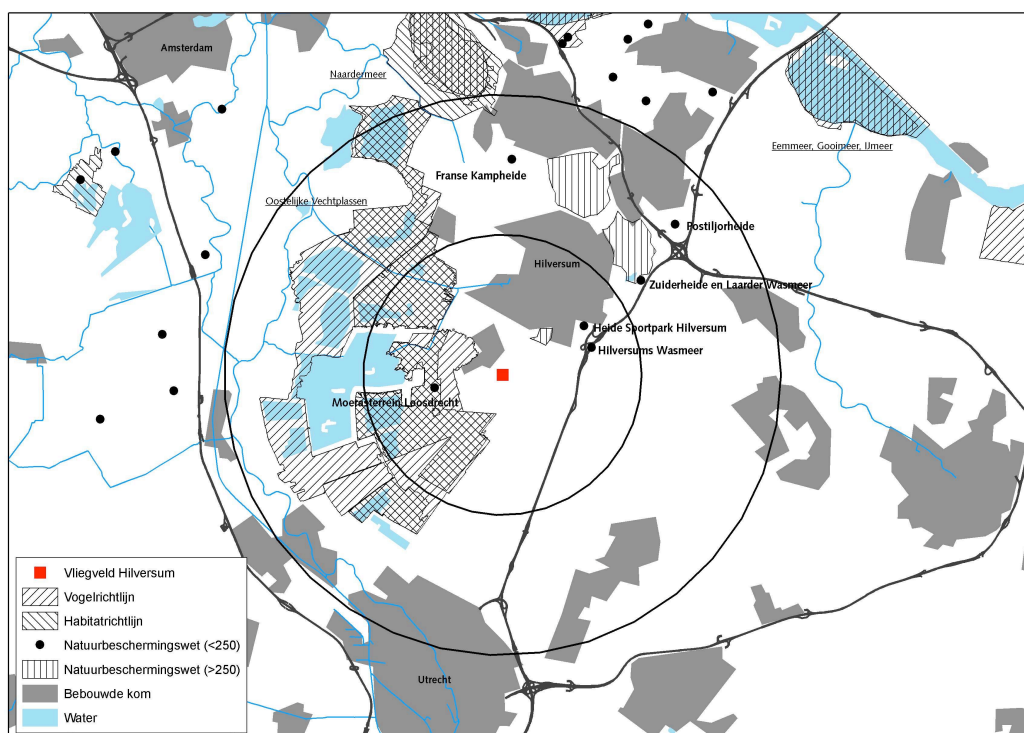 Amsterdam
Naardermeer
Eemmeer, Gooimeer, IJmeer
Franse Kampheide
Oostelijke Vechtplassen
Postiljorheide
Hilversum
Zuiderheide en Laarder Wasmeer
Heide Sportpark Hilversum
Hilversums Wasmeer
Moerasterrein Loosdrecht
Vliegveld Hilversum
Vogelrichtlijn
Habitatrichtlijn
Natuurbeschermingswet (<250)
Natuurbeschermingswet (>250)
Bebouwde kom
Water
Utrecht